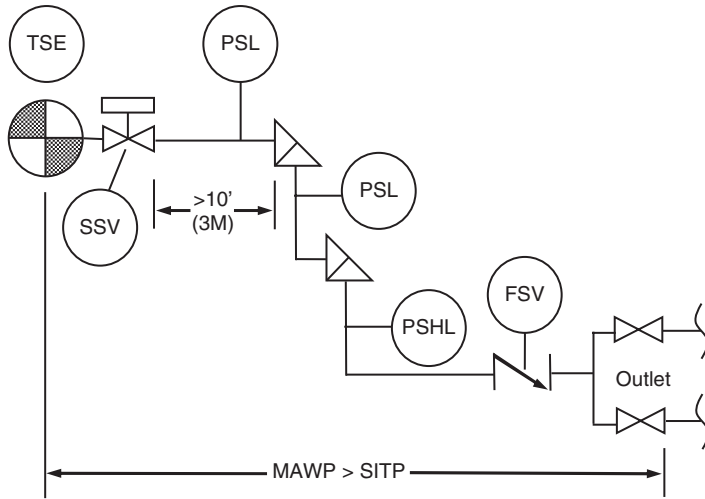 TSE
PSL
SSV
>10'
(3M)
PSL
PSHL
FSV
Outlet
MAWP > SITP